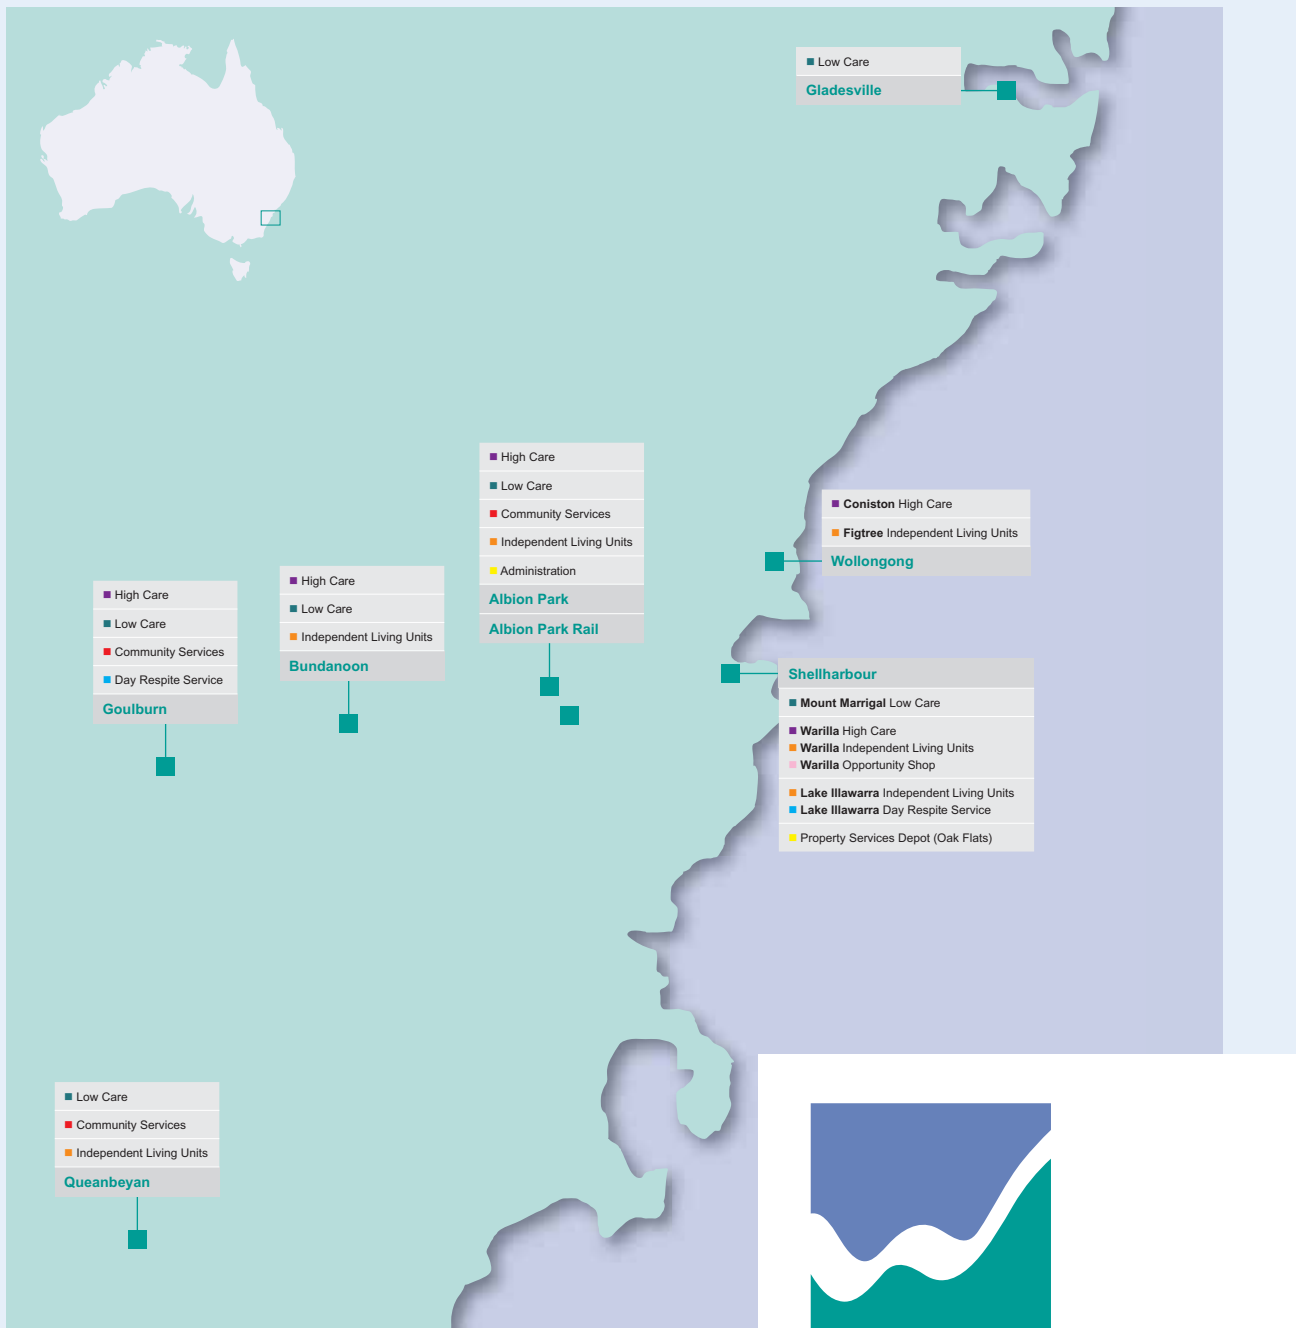 Low Care
Gladesville
High Care
Low Care
Community Services
Independent Living Units
Administration
Albion Park
Albion Park Rail
Coniston High Care
Figtree Independent Living Units
Wollongong
High Care
Low Care
Independent Living Units
Bundanoon
High Care
Low Care
Community Services
Day Respite Service
Goulburn
Shellharbour
Mount Marrigal Low Care
Warilla High Care
Warilla Independent Living Units
Warilla Opportunity Shop
Lake Illawarra Independent Living Units
Lake Illawarra Day Respite Service
Property Services Depot (Oak Flats)
Low Care
Community Services
Independent Living Units
Queanbeyan